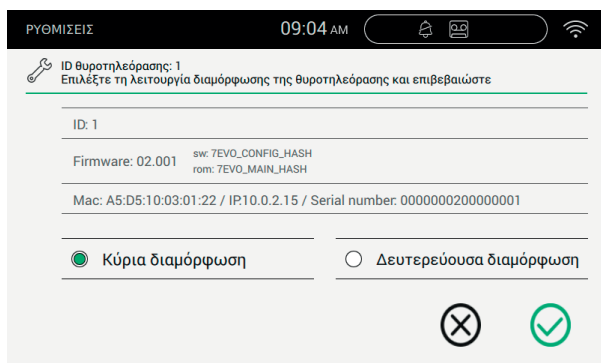 ΡΥΘΜΙΣΕΙΣ 09:04 AM
ID θυροτηλεόρασης: 1
Επιλέξτε τη λειτουργία διαμόρφωσης της θυροτηλεόρασης και επιβεβαιώστε
ID: 1
Firmware: 02.001 sw: 7EVO_CONFIG_HASH
rom: 7EVO_MAIN_HASH
Mac: A5:D5:10:03:01:22 / IP.10.0.2.15 / Serial number: 0000000200000001
Κύρια διαμόρφωση Δευτερεύουσα διαμόρφωση